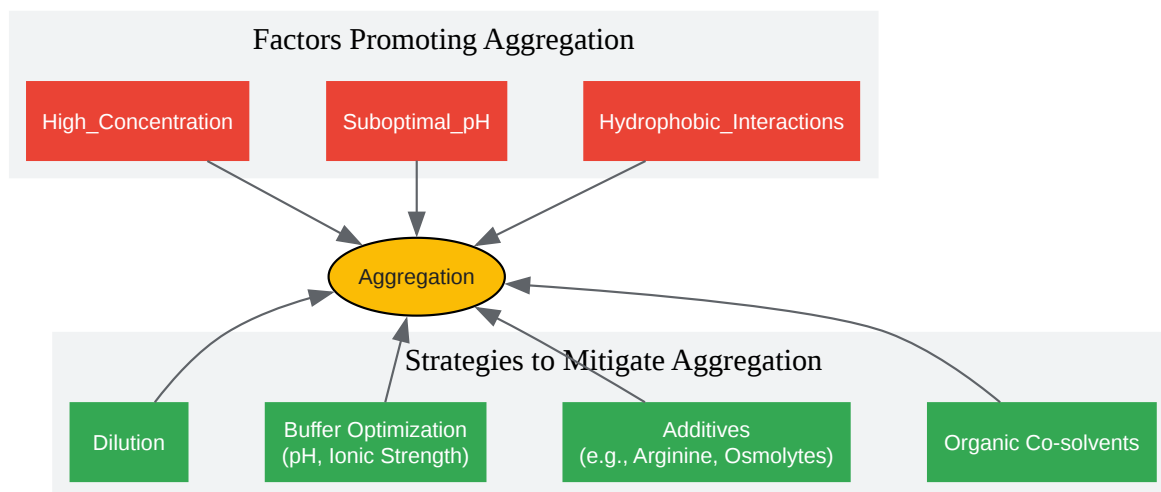 Factors Promoting Aggregation
High_Concentration
Suboptimal_pH
Hydrophobic_Interactions
Aggregation
Strategies to Mitigate Aggregation
Dilution
Buffer Optimization
(pH, Ionic Strength)
Additives
(e.g., Arginine, Osmolytes)
Organic Co-solvents